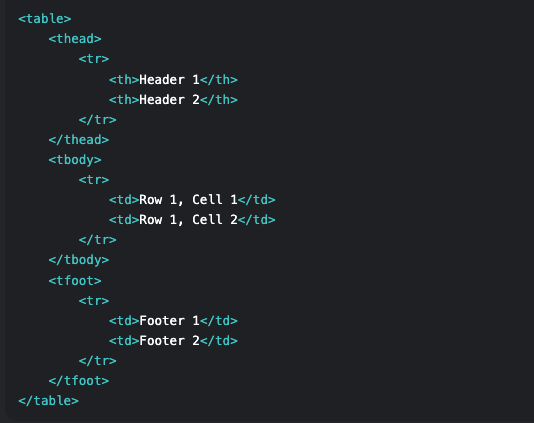 <table>
    <thead>
        <tr>
            <th>Header 1</th>
            <th>Header 2</th>
        </tr>
    </thead>
    <tbody>
        <tr>
            <td>Row 1, Cell 1</td>
            <td>Row 1, Cell 2</td>
        </tr>
    </tbody>
    <tfoot>
        <tr>
            <td>Footer 1</td>
            <td>Footer 2</td>
        </tr>
    </tfoot>
</table>